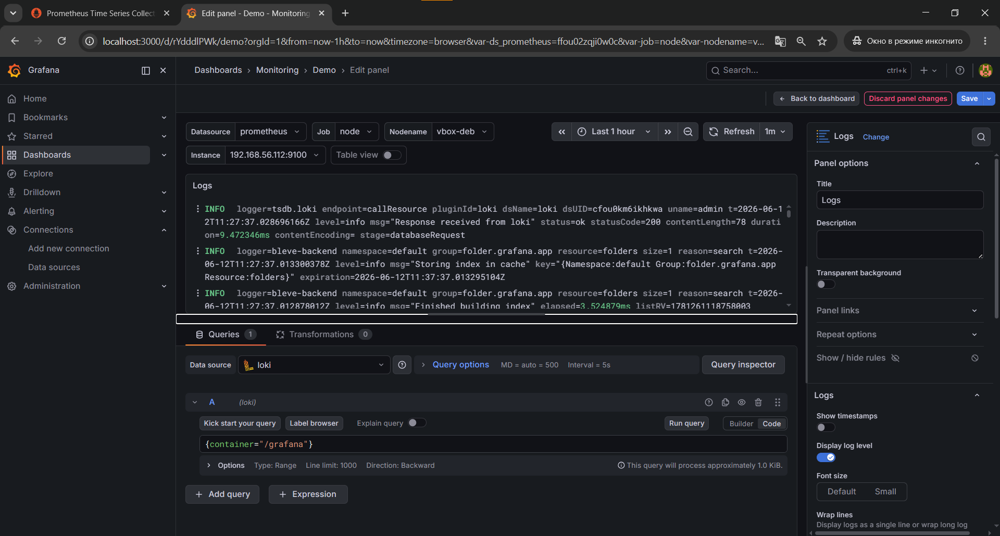 Prometheus Time Series Collect
Edit panel - Demo - Monitoring
localhost:3000/d/rYdddlPWk/demo?orgId=1&from=now-1h&to=now&timezone=browser&var-ds_prometheus=ffou02zqji0w0c&var-job=node&var-nodename=v...
Окно в режиме инкогнито
Grafana
Dashboards › Monitoring › Demo › Edit panel
Search... ctrl+k
Home
Bookmarks
Starred
Dashboards
Explore
Drilldown
Alerting
Connections
Add new connection
Data sources
Administration
Back to dashboard
Discard panel changes
Save
Datasource prometheus
Job node
Nodename vbox-deb
Last 1 hour
Refresh 1m
Instance 192.168.56.112:9100
Table view
Logs
INFO logger=tsdb.loki endpoint=callResource pluginId=loki dsName=loki dsUID=cfou0km6ikhkwa uname=admin t=2026-06-1
2T11:27:37.028696166Z level=info msg="Response received from loki" status=ok statusCode=200 contentLength=78 durati
on=9.472346ms contentEncoding= stage=databaseRequest
INFO logger=bleve-backend namespace=default group=folder.grafana.app resource=folders size=1 reason=search t=2026-
06-12T11:27:37.013300378Z level=info msg="Storing index in cache" key="{Namespace:default Group:folder.grafana.app
Resource:folders}" expiration=2026-06-12T11:37:37.013295104Z
INFO logger=bleve-backend namespace=default group=folder.grafana.app resource=folders size=1 reason=search t=2026-
06-12T11:27:37.012878012Z level=info msg="Finished building index" elapsed=3.524879ms listRV=1781261118758003
Queries 1
Transformations 0
Data source loki
Query options MD = auto = 500 Interval = 5s
Query inspector
A (loki)
Kick start your query
Label browser
Explain query
Run query
Builder Code
{container="/grafana"}
Options Type: Range Line limit: 1000 Direction: Backward
This query will process approximately 1.0 KiB.
+ Add query
+ Expression
Logs Change
Panel options
Title
Logs
Description
Transparent background
Panel links
Repeat options
Show / hide rules
Logs
Show timestamps
Display log level
Font size
Default Small
Wrap lines
Display logs as a single line or wrap long log